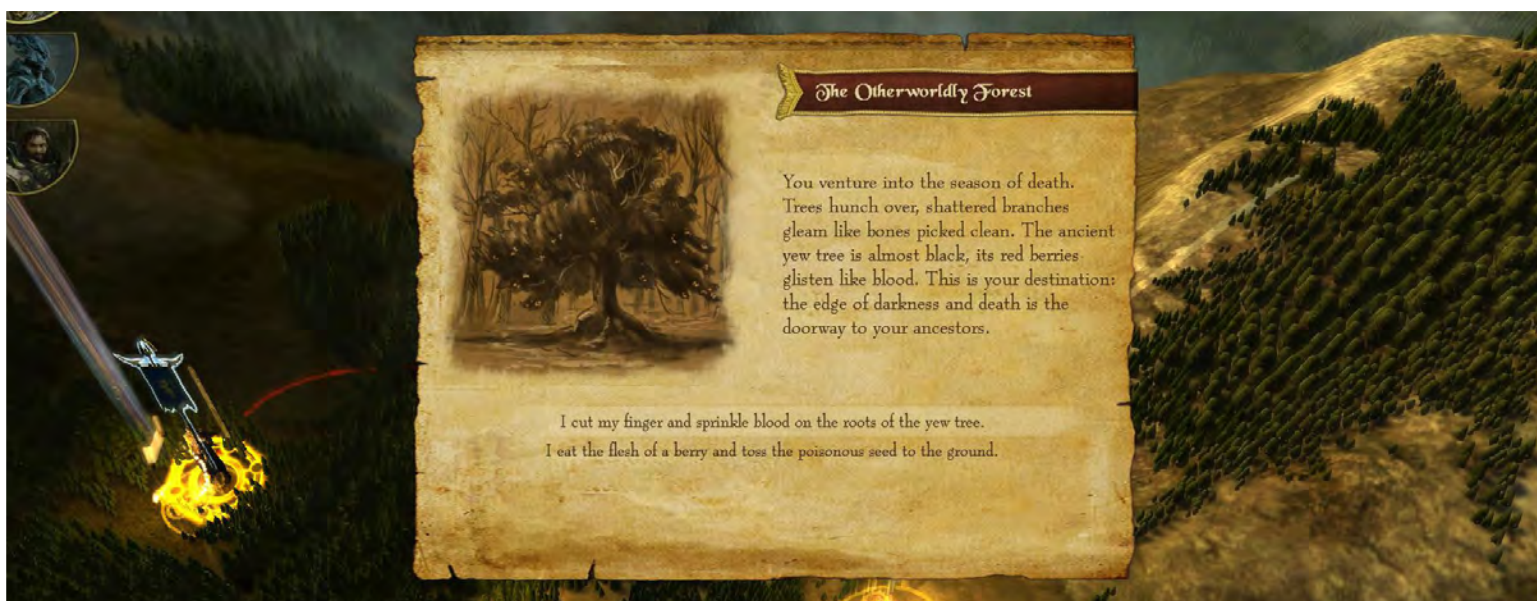 The Otherworldly Forest
You venture into the season of death.
Trees hunch over, shattered branches
gleam like bones picked clean. The ancient
yew tree is almost black, its red berries
glisten like blood. This is your destination:
the edge of darkness and death is the
doorway to your ancestors.
I cut my finger and sprinkle blood on the roots of the yew tree.
I eat the flesh of a berry and toss the poisonous seed to the ground.